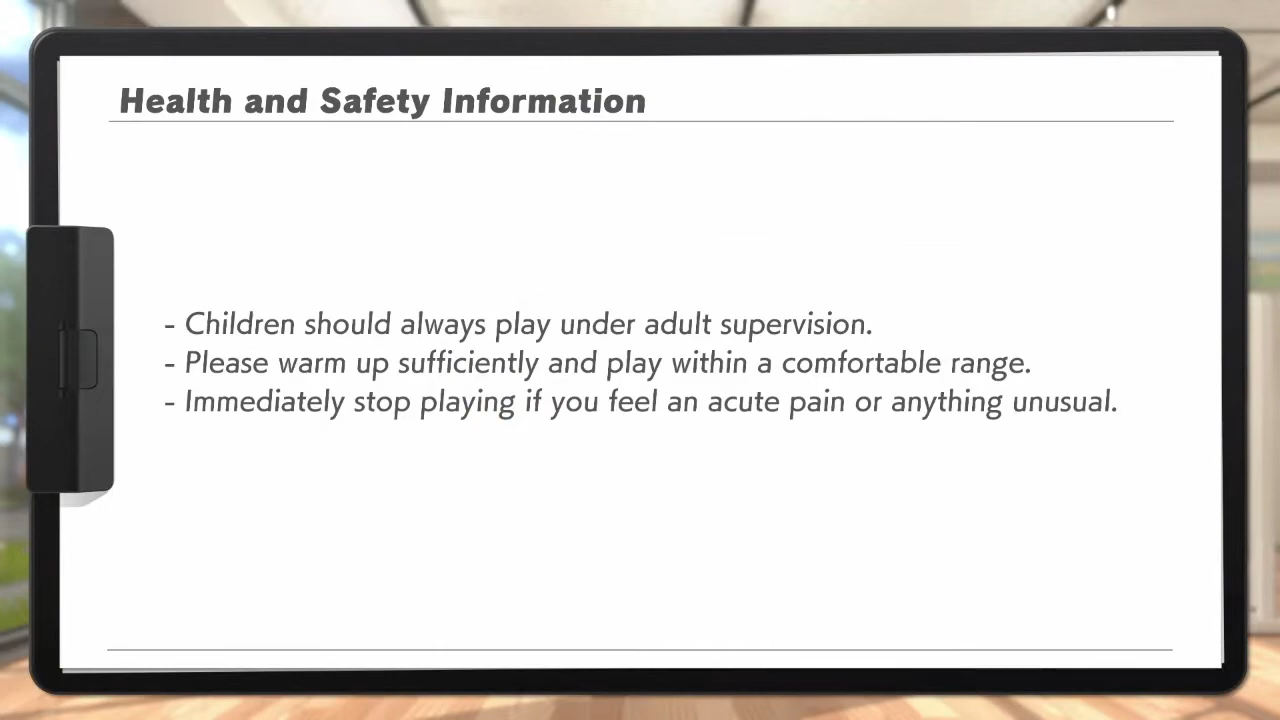 Health and Safety Information
- Children should always play under adult supervision.
- Please warm up sufficiently and play within a comfortable range.
- Immediately stop playing if you feel an acute pain or anything unusual.